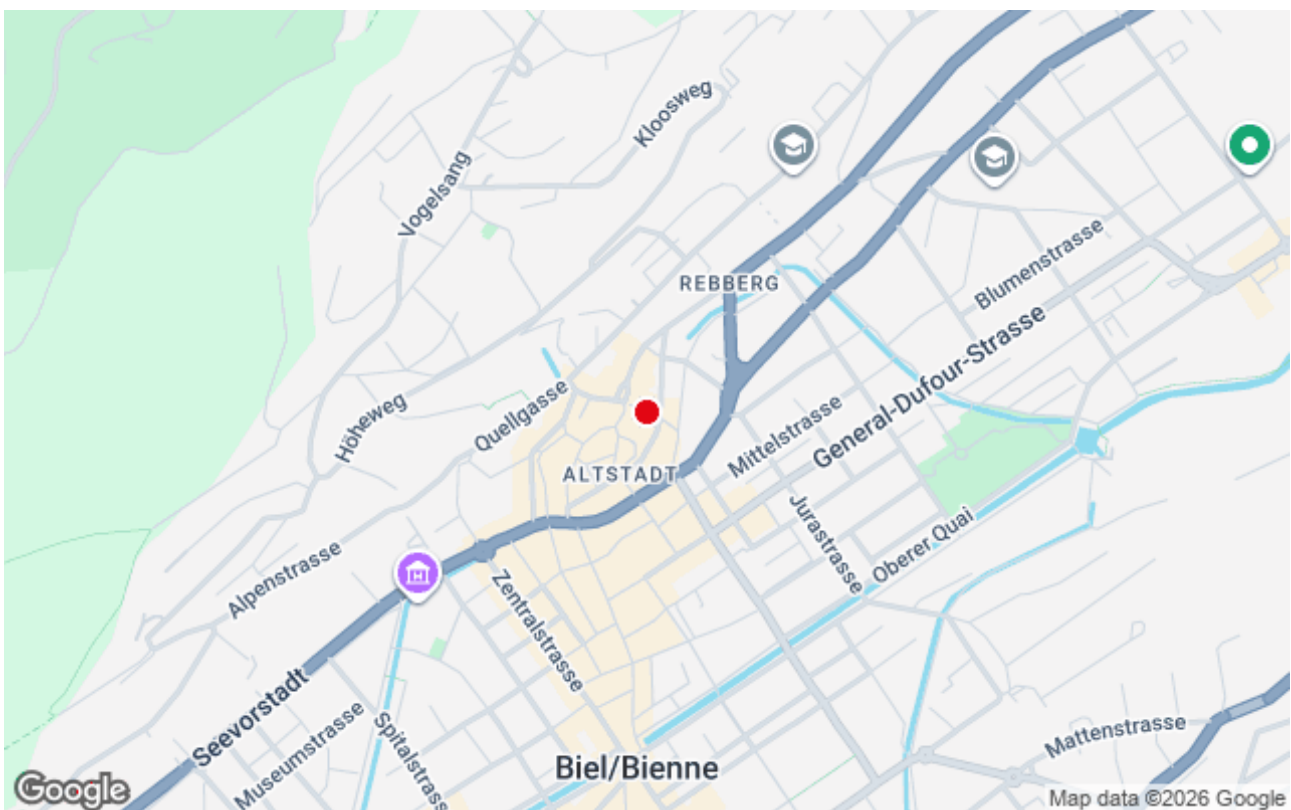 Kloosweg
Vogelsang
REBBERG
Blumenstrasse
General-Dufour-Strasse
Höheweg
Quellgasse
Mittelstrasse
ALTSTADT
Jurastrasse
Oberer Quai
Alpenstrasse
Zentralstrasse
Seevorstadt
Museumstrasse
Spitalstrasse
Mattenstrasse
Biel/Bienne
Google
Map data ©2026 Google